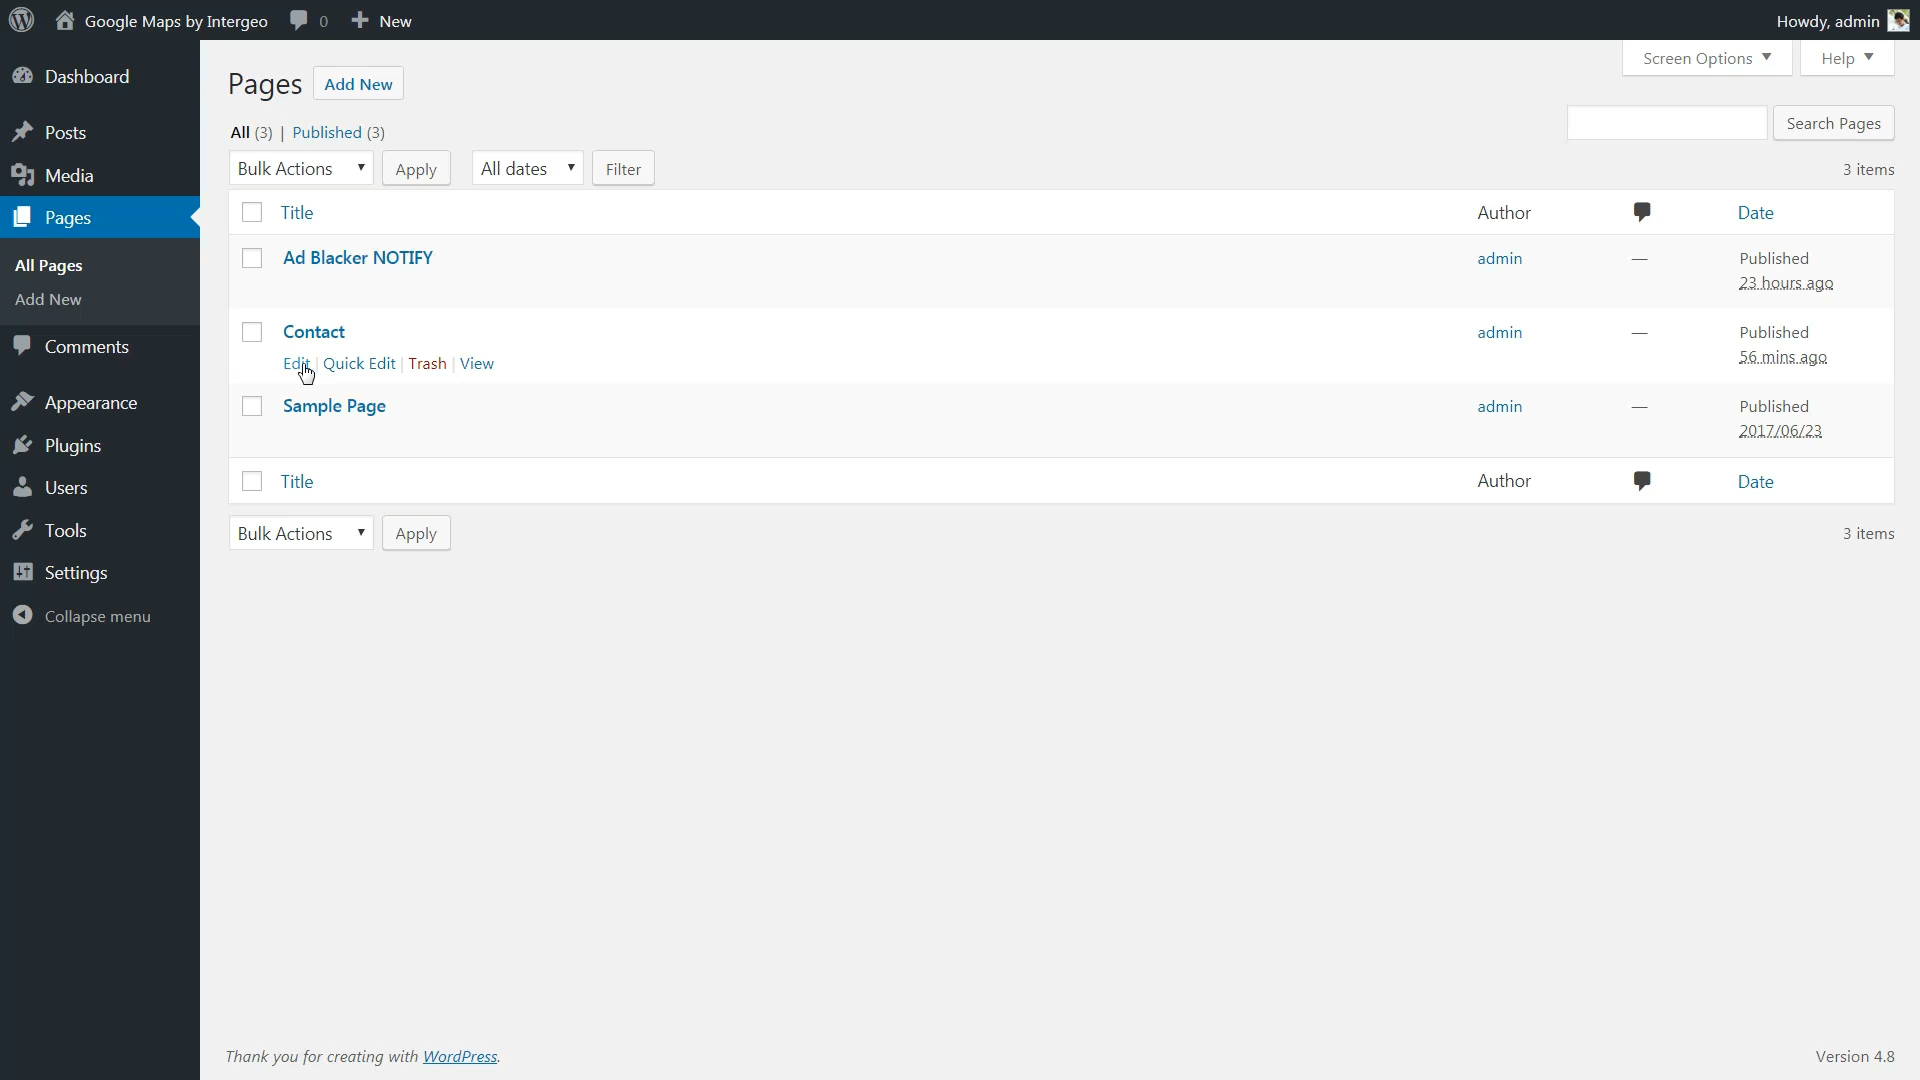 Google Maps by Intergeo 0 New Howdy, admin
Screen Options Help
Dashboard
Posts
Media
Pages
All Pages
Add New
Comments
Appearance
Plugins
Users
Tools
Settings
Collapse menu
Pages Add New
All (3) | Published (3)
Search Pages
Bulk Actions Apply All dates Filter 3 items
Title Author Date
Ad Blacker NOTIFY admin — Published
23 hours ago
Contact admin — Published
Edit | Quick Edit | Trash | View 56 mins ago
Sample Page admin — Published
2017/06/23
Title Author Date
Bulk Actions Apply 3 items
Thank you for creating with WordPress. Version 4.8